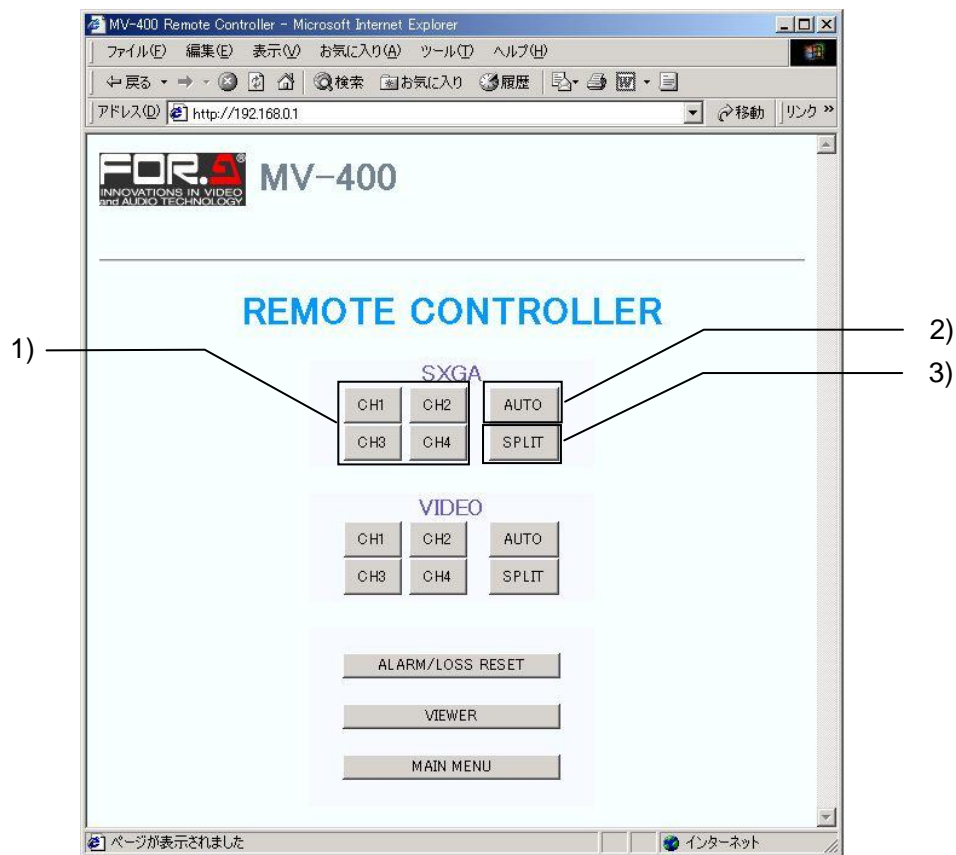 MV-400 Remote Controller - Microsoft Internet Explorer
ファイル(F) 編集(E) 表示(V) お気に入り(A) ツール(T) ヘルプ(H)
戻る 検索 お気に入り 履歴
アドレス(D) http://192.168.0.1 移動 リンク »
FOR.A® MV-400
INNOVATIONS IN VIDEO
and AUDIO TECHNOLOGY
REMOTE CONTROLLER
1)
2)
3)
SXGA
CH1 CH2 AUTO
CH3 CH4 SPLIT
VIDEO
CH1 CH2 AUTO
CH3 CH4 SPLIT
ALARM/LOSS RESET
VIEWER
MAIN MENU
ページが表示されました インターネット